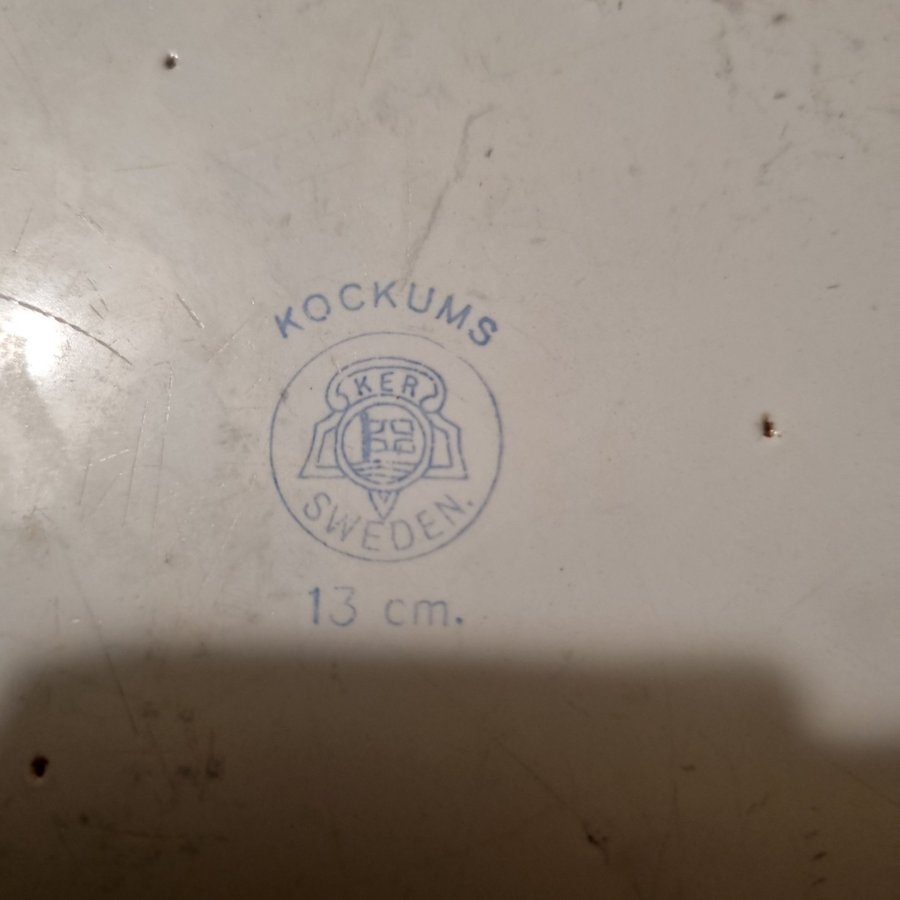 KOCKUMS
KER
SWEDEN.
13 cm.